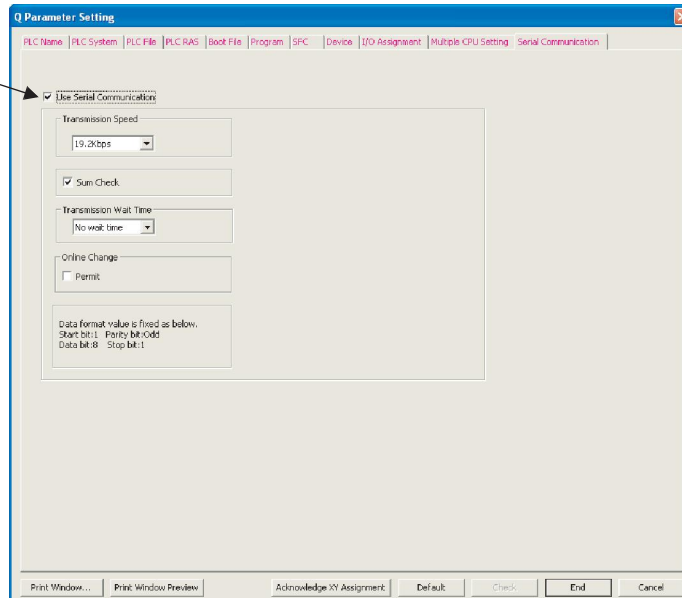 Q Parameter Setting
PLC Name PLC System PLC File PLC RAS Boot File Program SFC Device I/O Assignment Multiple CPU Setting Serial Communication
Use Serial Communication
Transmission Speed
19.2Kbps
Sum Check
Transmission Wait Time
No wait time
Online Change
Permit
Data format value is fixed as below.
Start bit:1 Parity bit:Odd
Data bit:8 Stop bit:1
Print Window... Print Window Preview Acknowledge XY Assignment Default Check End Cancel